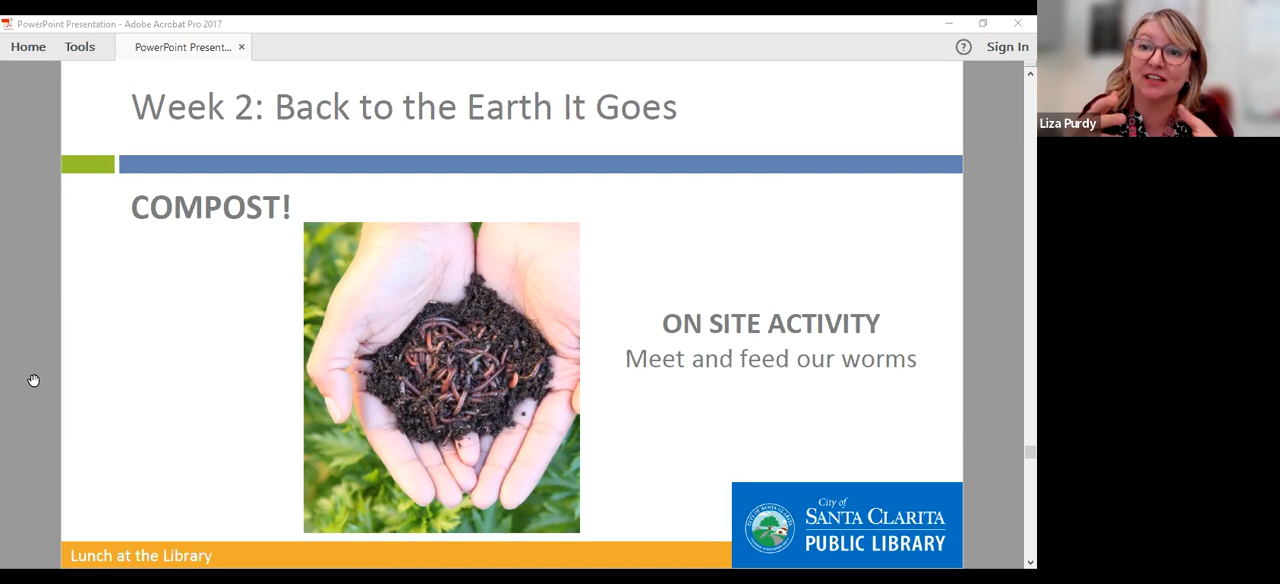 PowerPoint Presentation - Adobe Acrobat Pro 2017
Home
Tools
PowerPoint Present...
Sign In
Liza Purdy
Week 2: Back to the Earth It Goes
COMPOST!
ON SITE ACTIVITY
Meet and feed our worms
City of
SANTA CLARITA
PUBLIC LIBRARY
Lunch at the Library